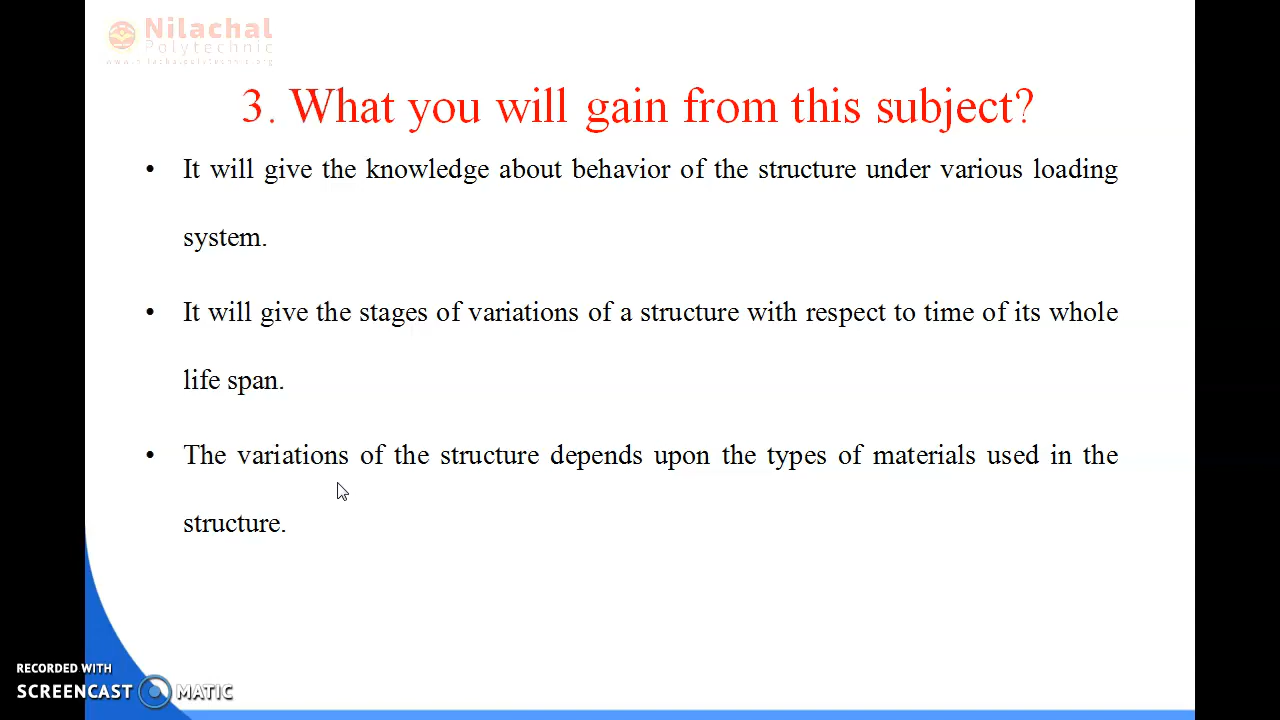 Nilachal
Polytechnic
www.nilachalpolitechnic.org
3. What you will gain from this subject?
• It will give the knowledge about behavior of the structure under various loading
system.
• It will give the stages of variations of a structure with respect to time of its whole
life span.
• The variations of the structure depends upon the types of materials used in the
structure.
RECORDED WITH
SCREENCAST MATIC